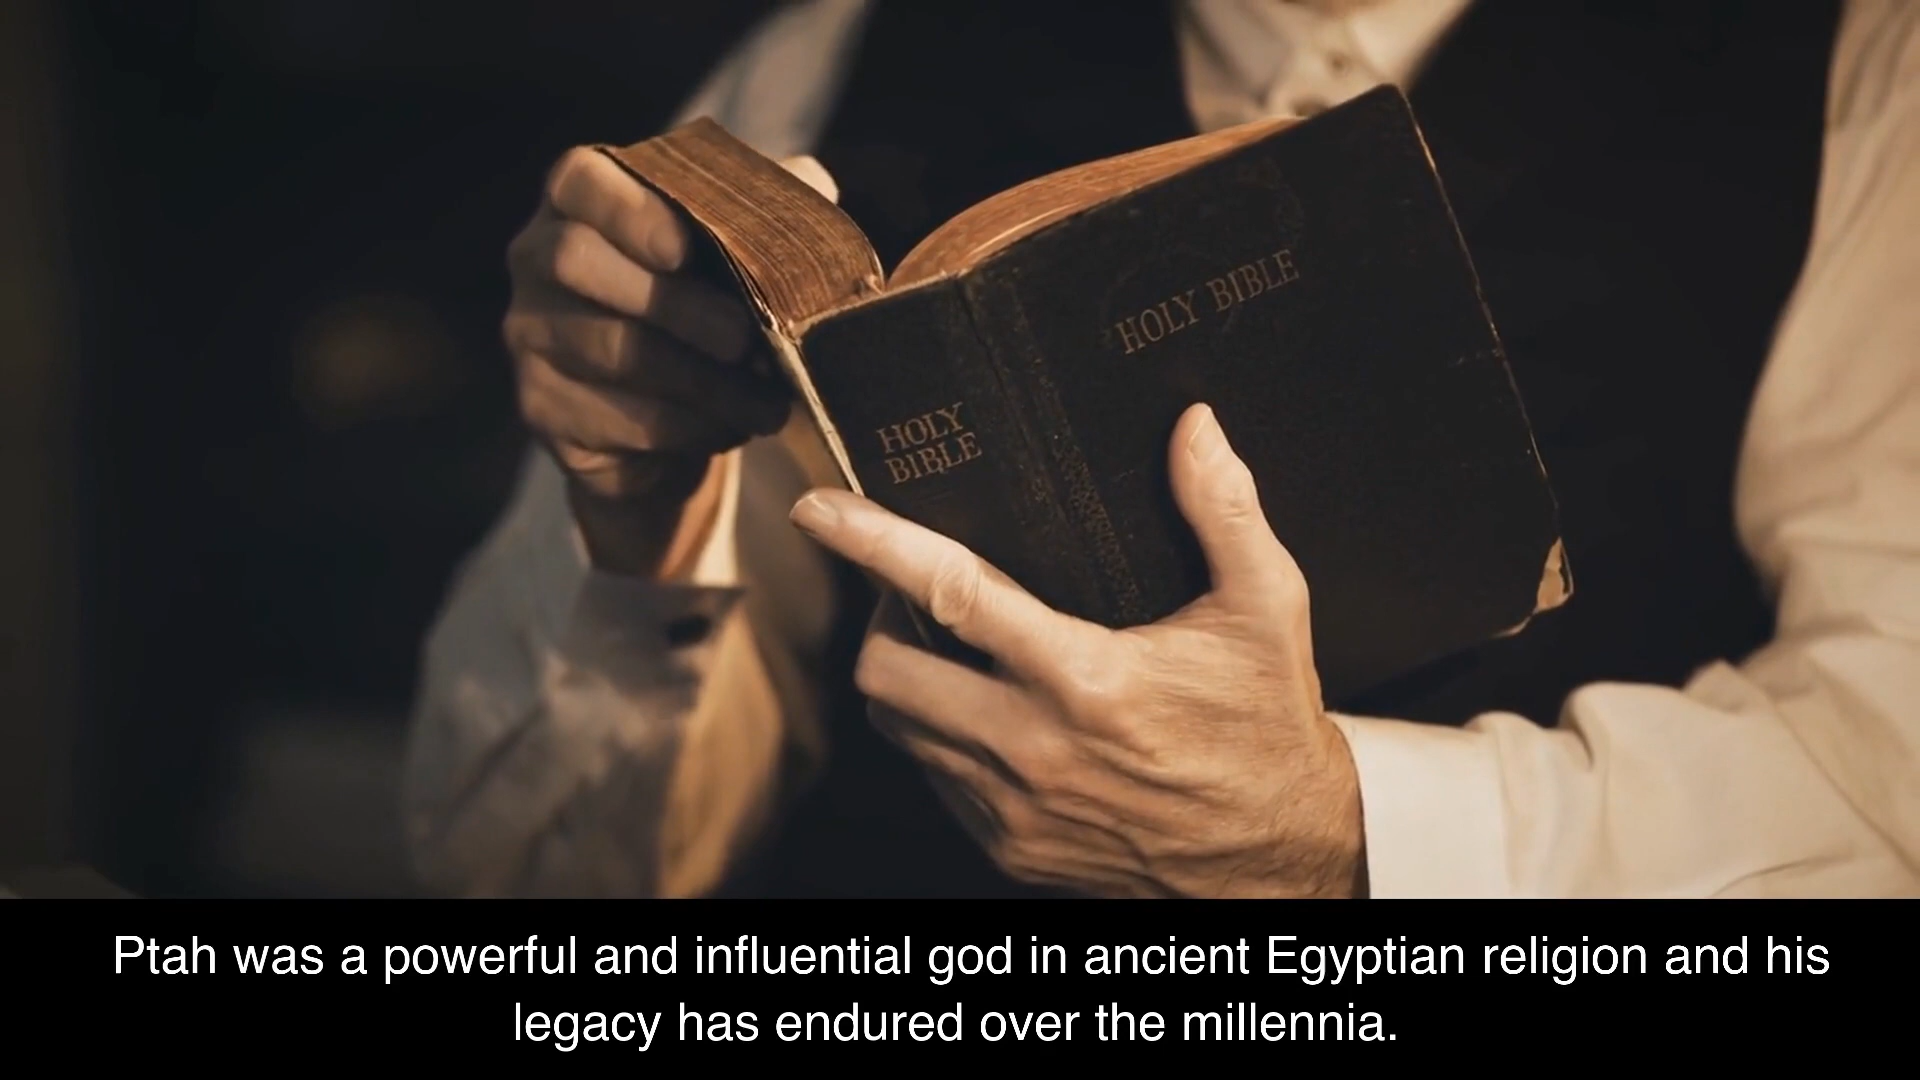 HOLY BIBLE
HOLY
BIBLE
Ptah was a powerful and influential god in ancient Egyptian religion and his
legacy has endured over the millennia.